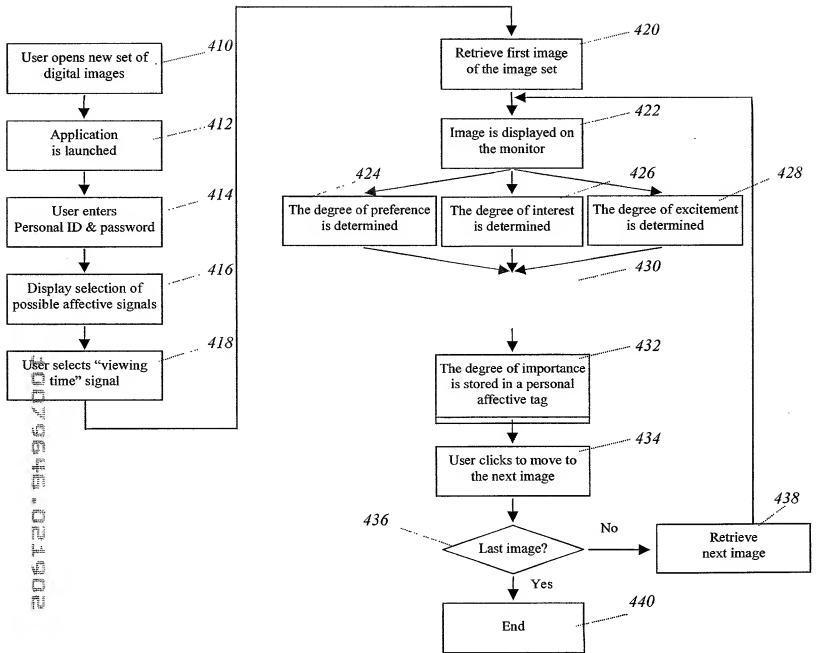 410
User opens new set of
digital images
412
Application
is launched
414
User enters
Personal ID & password
416
Display selection of
possible affective signals
418
User selects “viewing
time” signal
420
Retrieve first image
of the image set
422
Image is displayed on
the monitor
424
The degree of preference
is determined
426
The degree of interest
is determined
428
The degree of excitement
is determined
430
432
The degree of importance
is stored in a personal
affective tag
434
User clicks to move to
the next image
436
Last image?
No
438
Retrieve
next image
Yes
440
End
10079646.021902